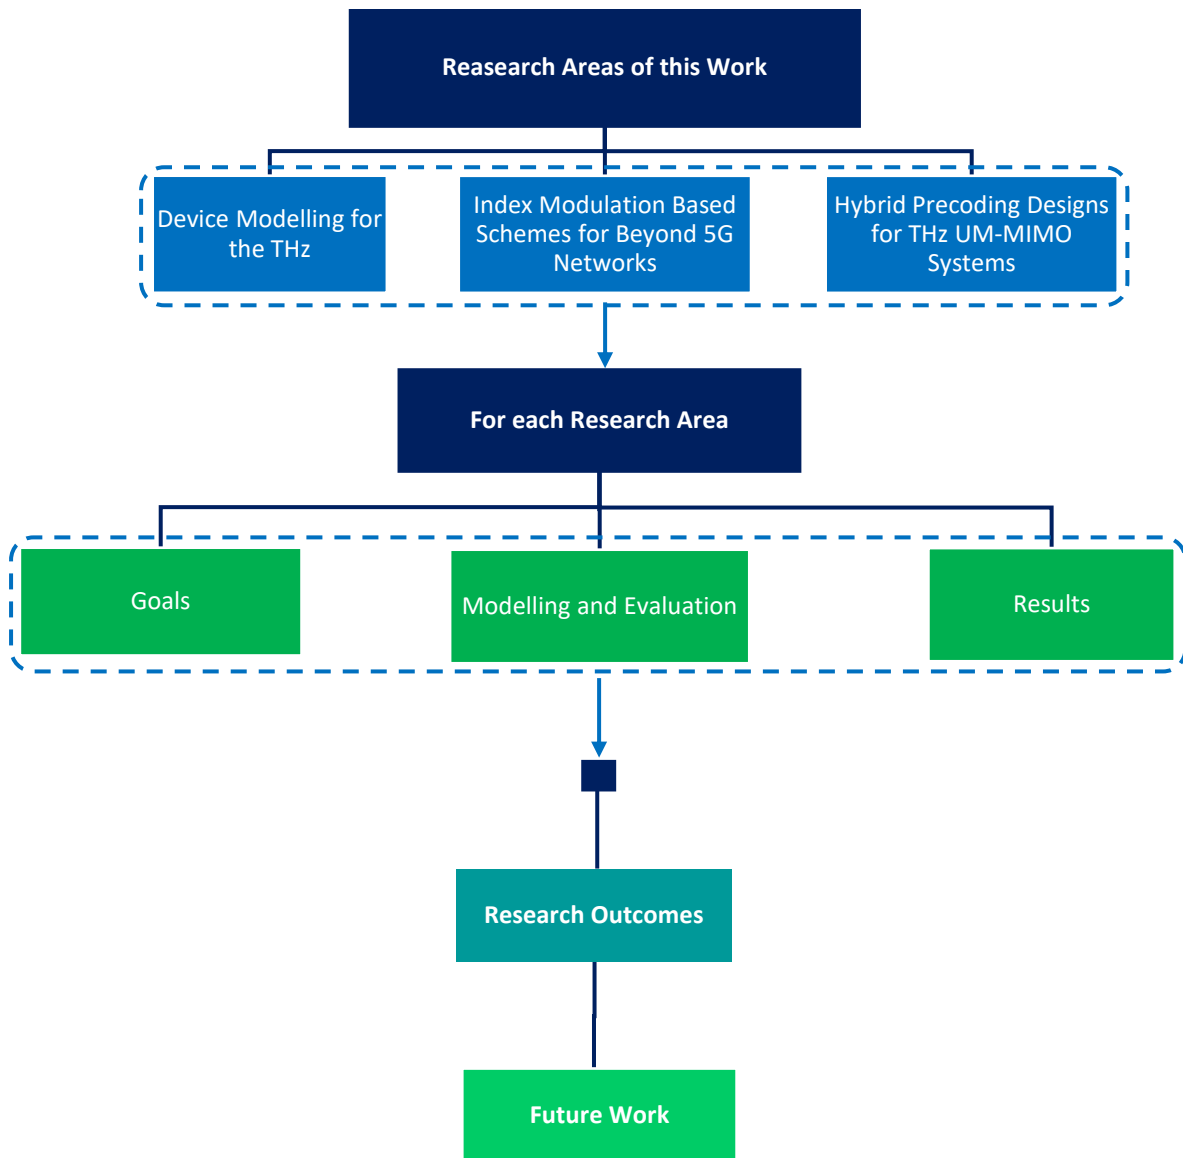 Reasearch Areas of this Work
Device Modelling for
the THz
Index Modulation Based
Schemes for Beyond 5G
Networks
Hybrid Precoding Designs
for THz UM-MIMO
Systems
For each Research Area
Goals
Modelling and Evaluation
Results
Research Outcomes
Future Work